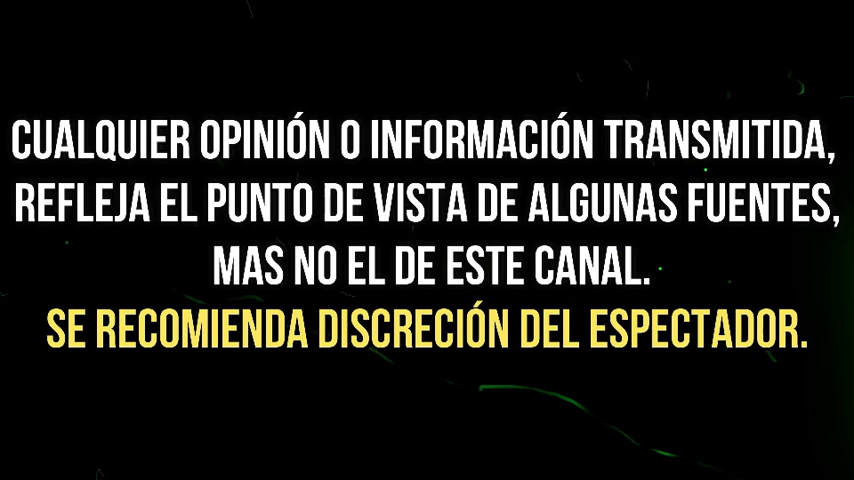 CUALQUIER OPINIÓN O INFORMACIÓN TRANSMITIDA,
REFLEJA EL PUNTO DE VISTA DE ALGUNAS FUENTES,
MAS NO EL DE ESTE CANAL.
SE RECOMIENDA DISCRECIÓN DEL ESPECTADOR.